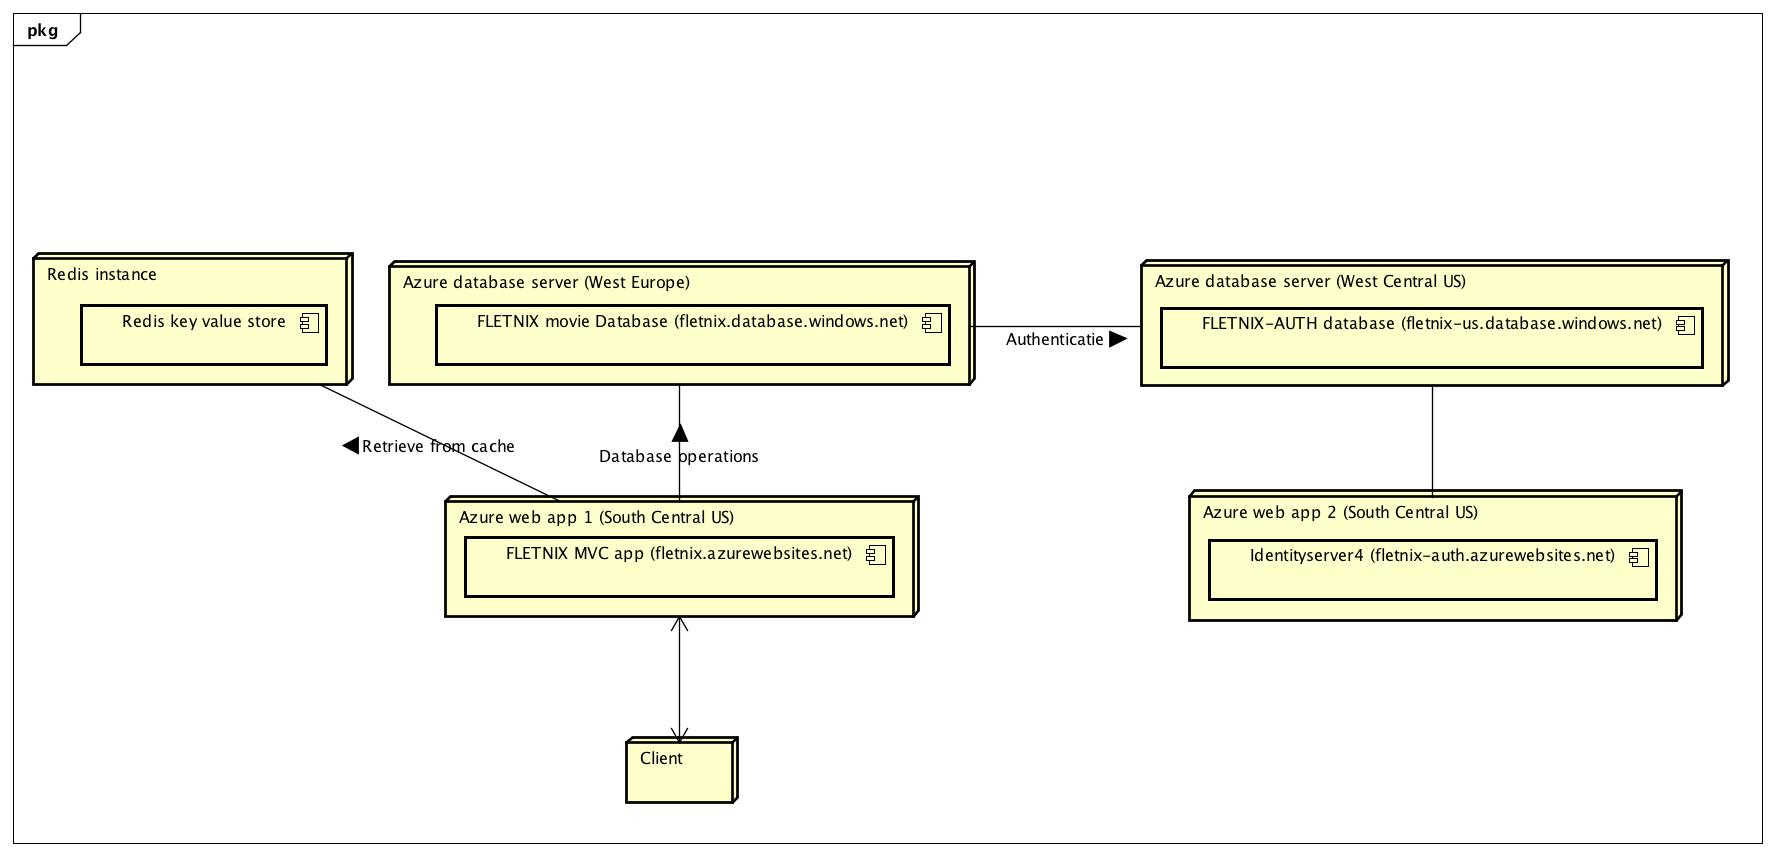 pkg
Redis instance
Redis key value store
Azure database server (West Europe)
FLETNIX movie Database (fletnix.database.windows.net)
Azure database server (West Central US)
FLETNIX-AUTH database (fletnix-us.database.windows.net)
Authenticatie
Retrieve from cache
Database operations
Azure web app 1 (South Central US)
FLETNIX MVC app (fletnix.azurewebsites.net)
Azure web app 2 (South Central US)
Identityserver4 (fletnix-auth.azurewebsites.net)
Client